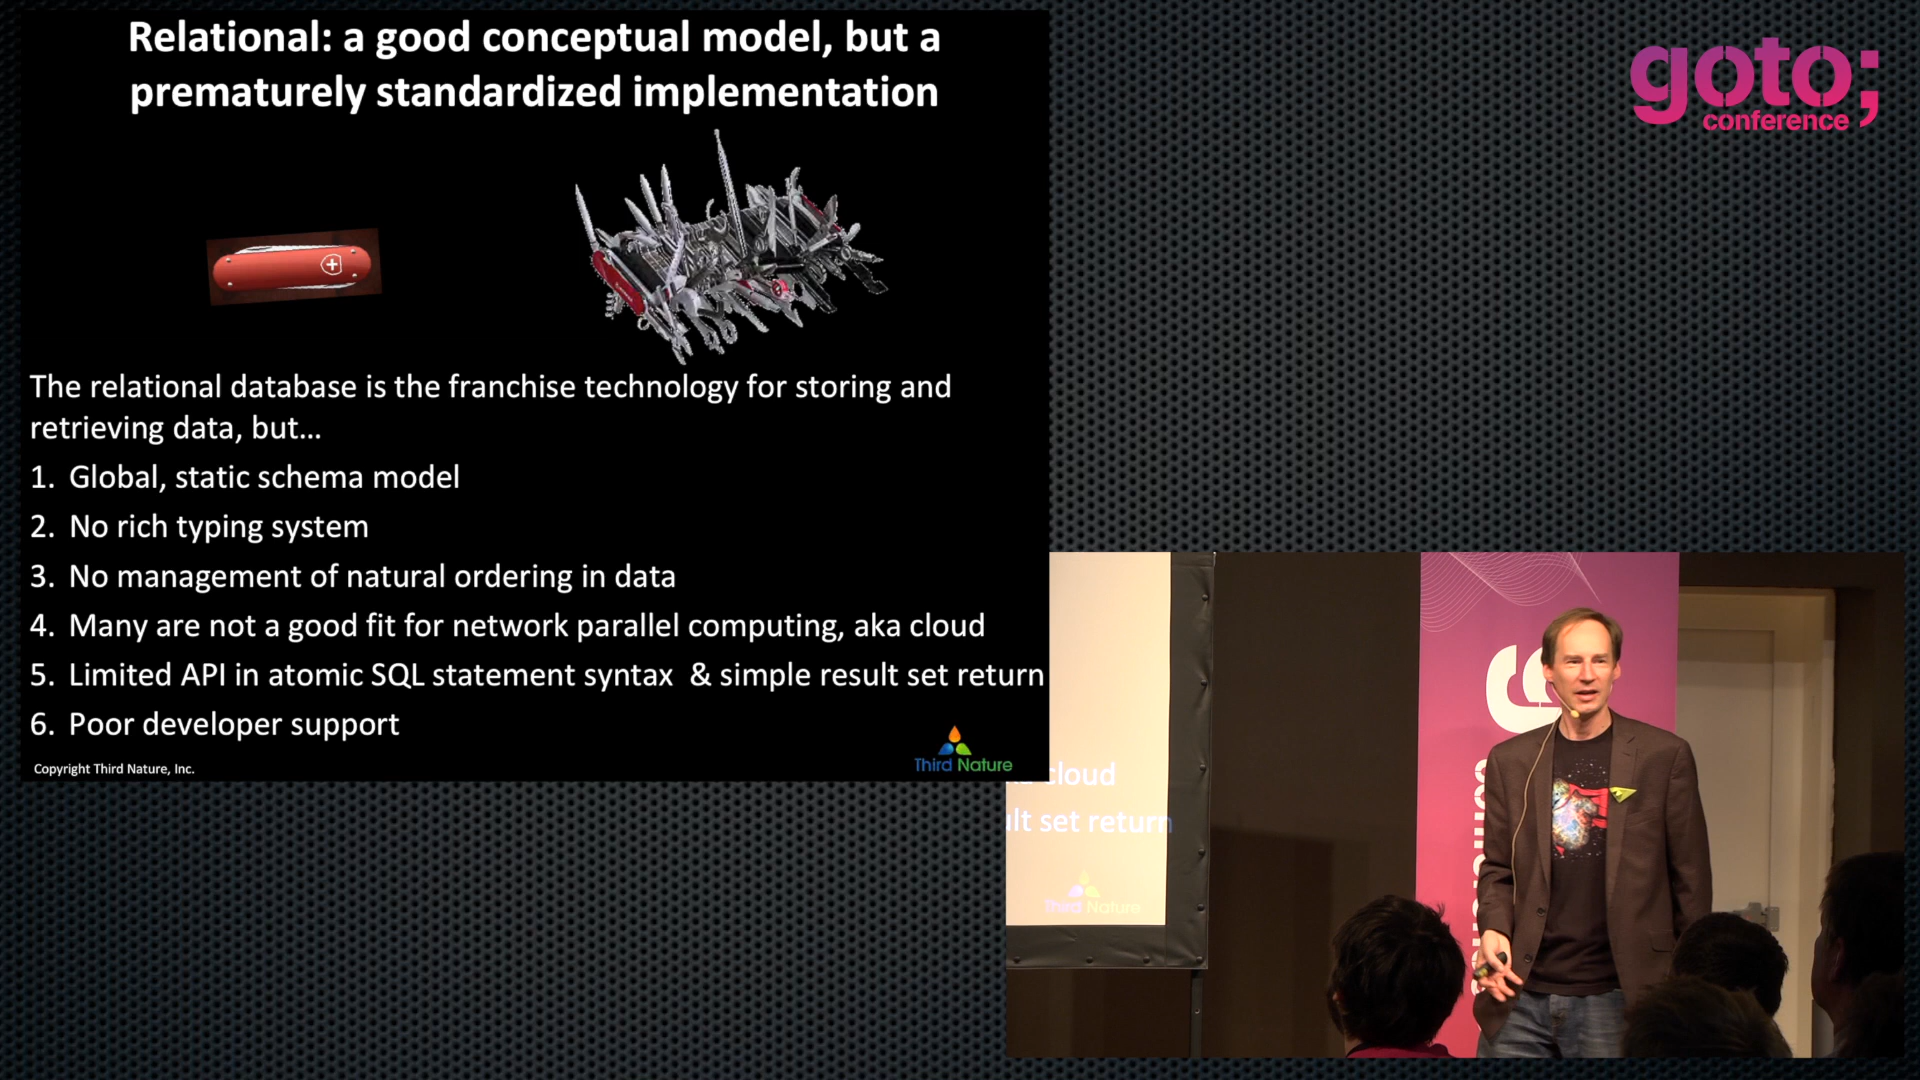 Relational: a good conceptual model, but a
prematurely standardized implementation
The relational database is the franchise technology for storing and
retrieving data, but...
1. Global, static schema model
2. No rich typing system
3. No management of natural ordering in data
4. Many are not a good fit for network parallel computing, aka cloud
5. Limited API in atomic SQL statement syntax & simple result set return
6. Poor developer support
Copyright Third Nature, Inc.
Third Nature
goto;
conference
cloud
set return
Third Nature